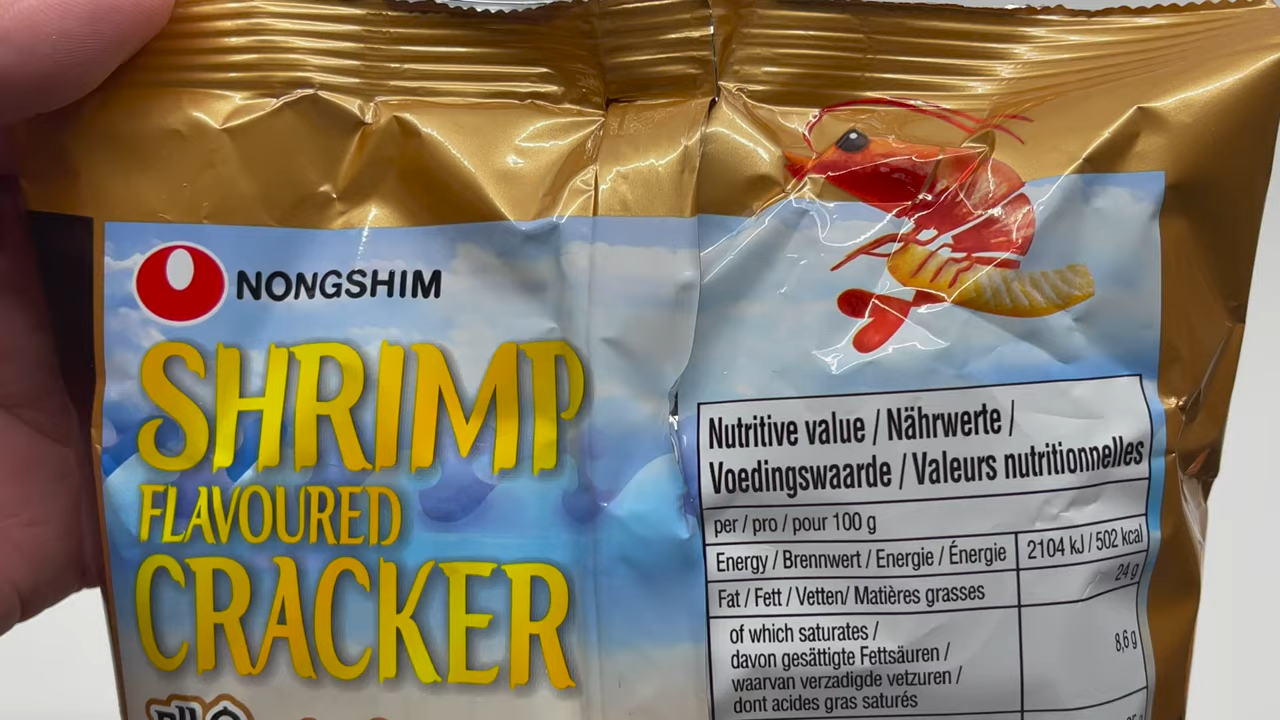 NONGSHIM
SHRIMP
FLAVOURED
CRACKER
Nutritive value / Nährwerte /
Voedingswaarde / Valeurs nutritionnelles
per / pro / pour 100 g
Energy / Brennwert / Energie / Énergie 2104 kJ / 502 kcal
Fat / Fett / Vetten/ Matières grasses 24 g
of which saturates /
davon gesättigte Fettsäuren /
waarvan verzadigde vetzuren /
dont acides gras saturés 8,6 g